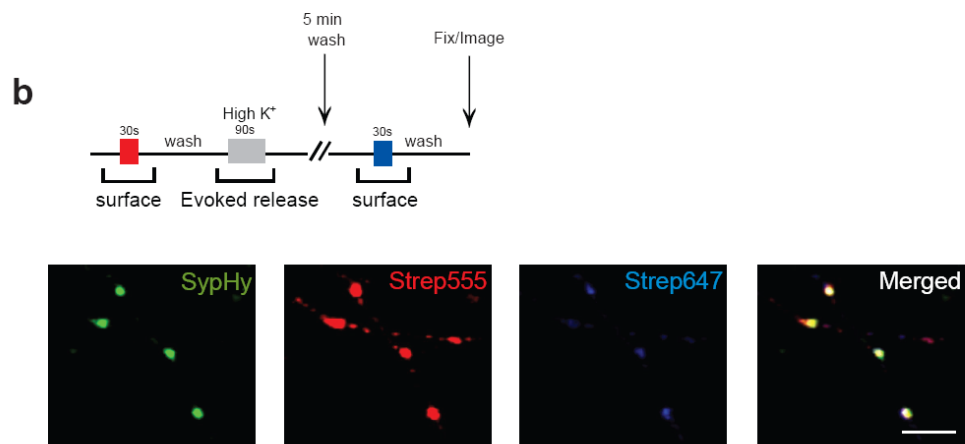 b
5 min
wash
Fix/Image
High K⁺
30s
wash
90s
30s
wash
surface
Evoked release
surface
SypHy
Strep555
Strep647
Merged